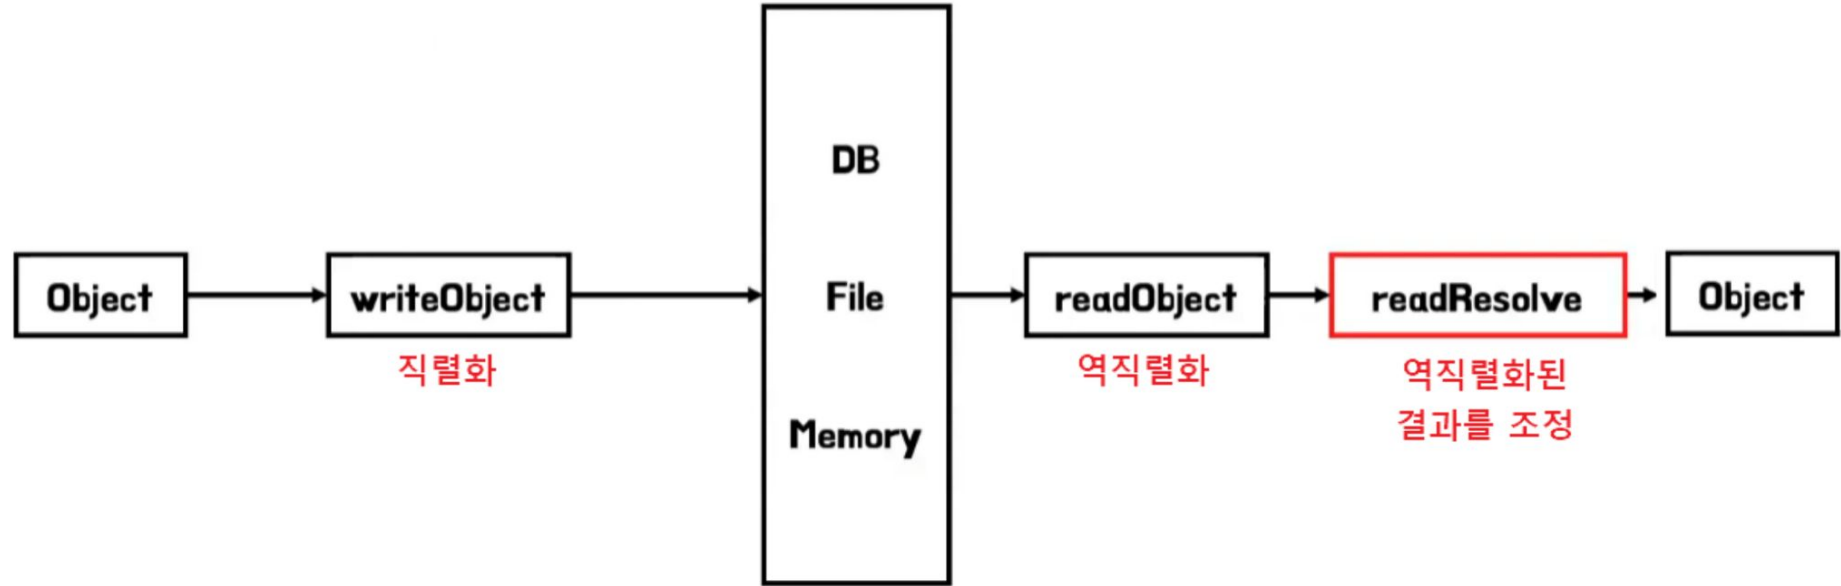 DB
File
Memory
Object
writeObject
직렬화
readObject
역직렬화
readResolve
역직렬화된
결과를 조정
Object